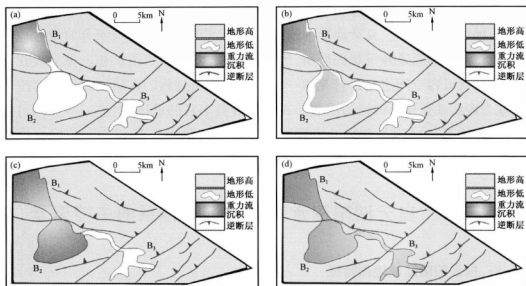 (a)
0 5km
N
B₁
B₂
B₃
地形高
地形低
重力流
沉积
逆断层
(b)
0 5km
N
B₁
B₂
B₃
地形高
地形低
重力流
沉积
逆断层
(c)
0 5km
N
B₁
B₂
B₃
地形高
地形低
重力流
沉积
逆断层
(d)
0 5km
N
B₁
B₂
B₃
地形高
地形低
重力流
沉积
逆断层